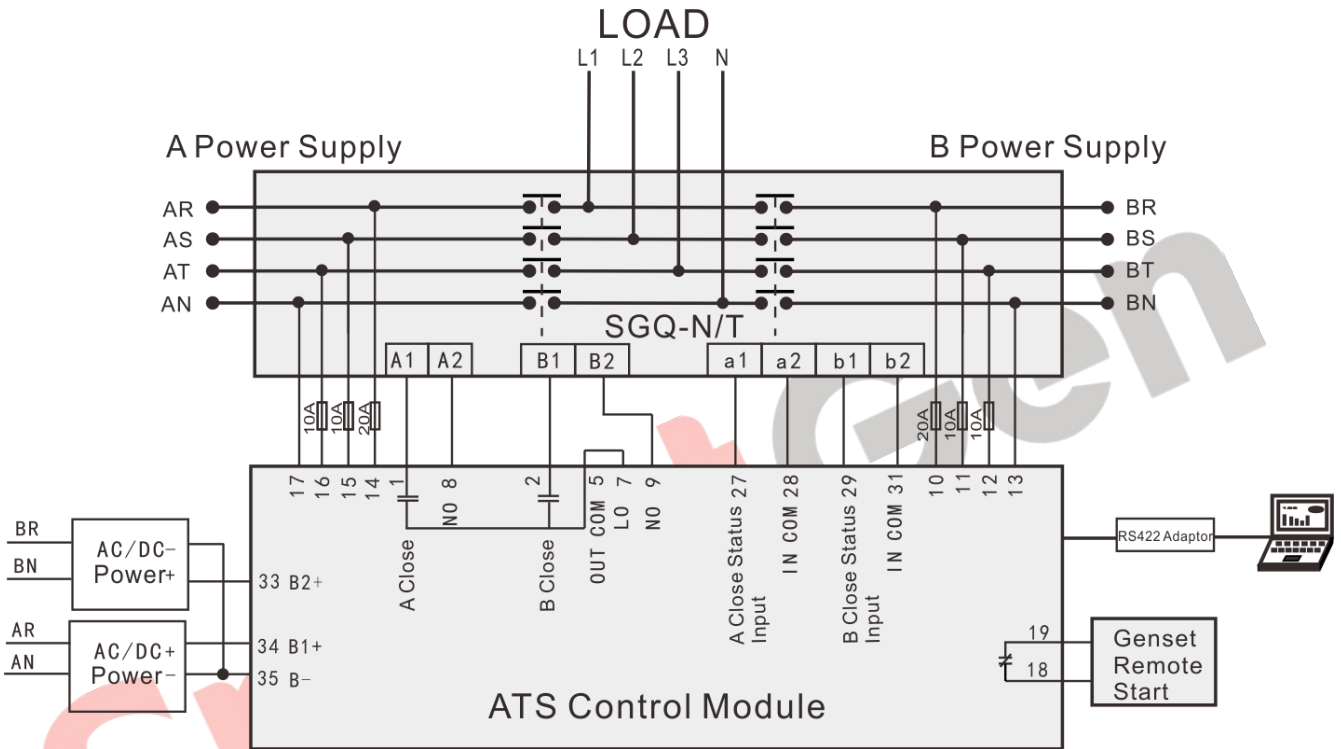 LOAD
L1 L2 L3 N
A Power Supply
B Power Supply
AR
AS
AT
AN
BR
BS
BT
BN
SGQ-N/T
A1 A2 B1 B2 a1 a2 b1 b2
10A 10A 20A
20A 10A 10A
17 16 15 14
1
A Close
NO 8
2
B Close
OUT COM 5
LO 7
NO 9
A Close Status 27
Input
IN COM 28
B Close Status 29
Input
IN COM 31
10 11 12 13
BR
BN
AC/DC-
Power+
33 B2+
AR
AN
AC/DC+
Power-
34 B1+
35 B-
ATS Control Module
RS422 Adaptor
19
18
Genset
Remote
Start